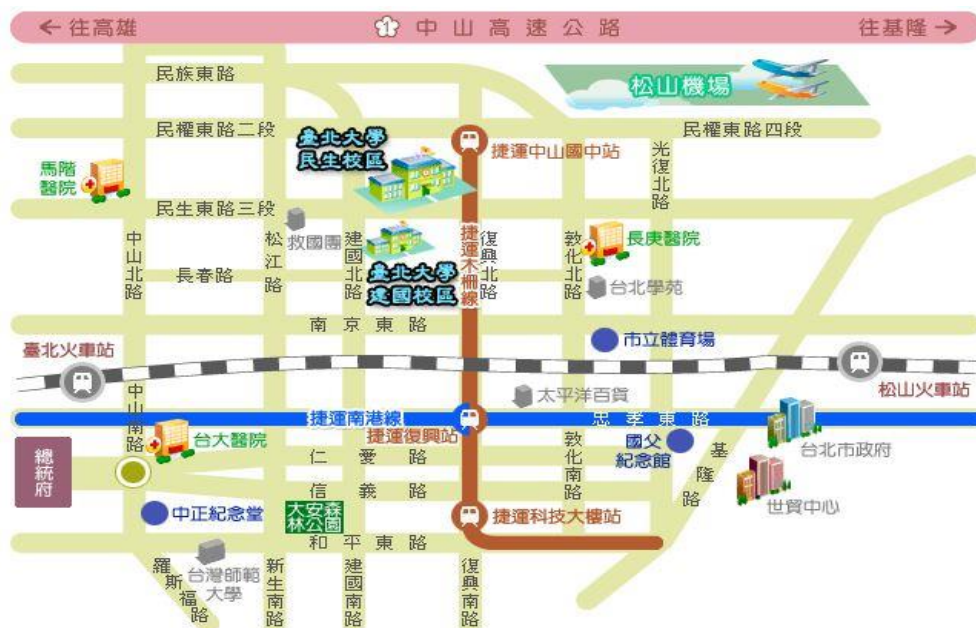 ←往高雄
1
中山高速公路
往基隆→
民族東路
松山機場
民權東路二段
臺北大學
民生校區
捷運中山國中站
民權東路四段
光復北路
馬階
醫院
民生東路三段
救國團
中山北路
松江路
建國北路
捷運木柵線
復興北路
敦化北路
長庚醫院
長春路
臺北大學
建國校區
台北學苑
南京東路
市立體育場
臺北火車站
太平洋百貨
松山火車站
中山南路
捷運南港線
忠孝東路
捷運復興站
台大醫院
國父
紀念館
台北市政府
總統府
仁愛路
敦化南路
基隆路
信義路
世貿中心
中正紀念堂
大安森
林公園
捷運科技大樓站
和平東路
羅斯福路
台灣師範
大學
新生南路
建國南路
復興南路